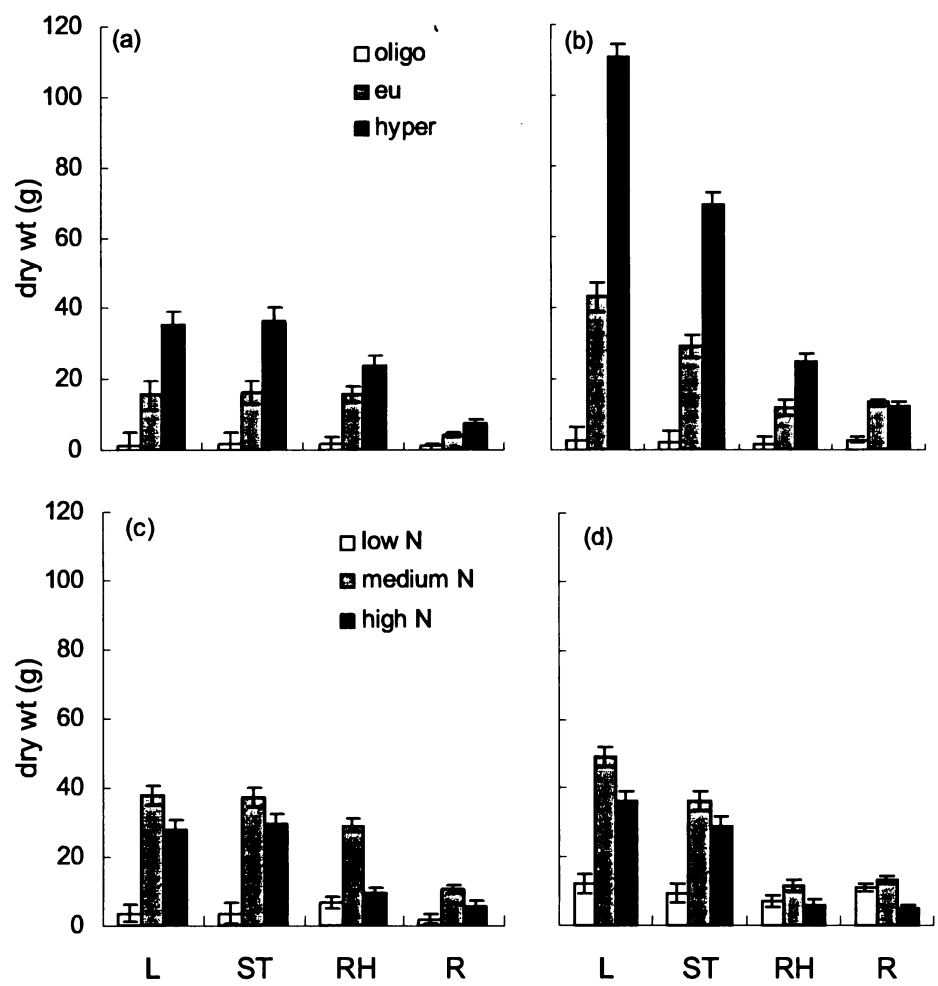 120
100
80
60
40
20
0
dry wt (g)
(a)
oligo
eu
hyper
(b)
120
100
80
60
40
20
0
dry wt (g)
(c)
low N
medium N
high N
(d)
L ST RH R
L ST RH R